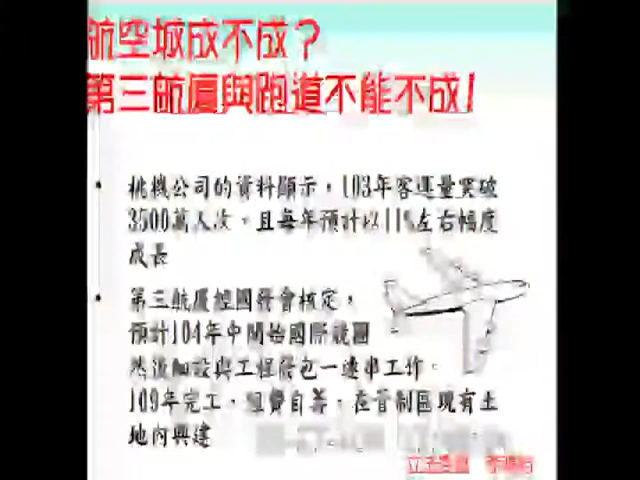 航空城成不成？
第三航廈與跑道不能不成!
• 桃機公司的資料顯示，103年客運量突破
3500萬人次，且每年預計以11%左右幅度
成長
• 第三航廈經國發會核定，
預計104年中開始國際競圖
然後細設與工程發包一連串工作，
109年完工，經費自籌，在管制區現有土
地內興建
立法委員